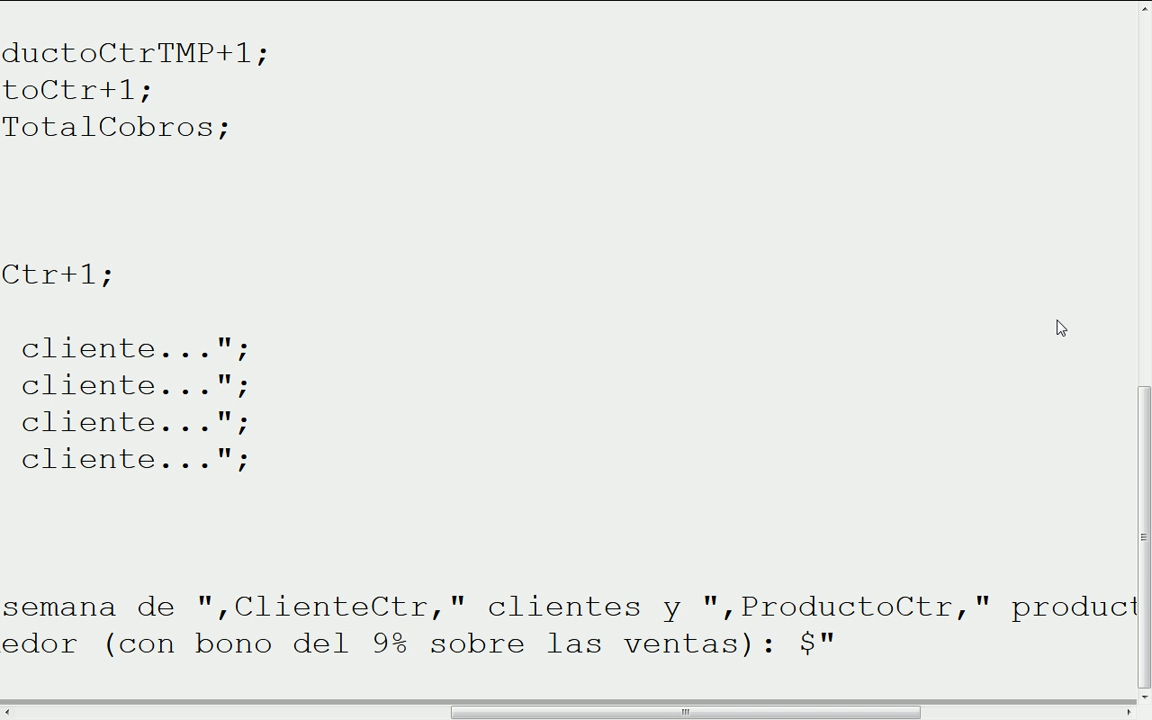 ductoCtrTMP+1;
toCtr+1;
TotalCobros;
Ctr+1;
cliente...";
cliente...";
cliente...";
cliente...";
semana de ",ClienteCtr," clientes y ",ProductoCtr," product
edor (con bono del 9% sobre las ventas): $"